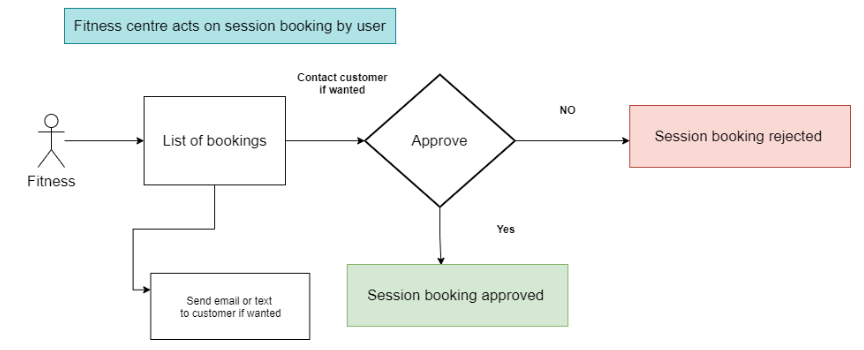 Fitness centre acts on session booking by user
Contact customer
if wanted
NO
List of bookings
Approve
Session booking rejected
Fitness
Yes
Send email or text
to customer if wanted
Session booking approved